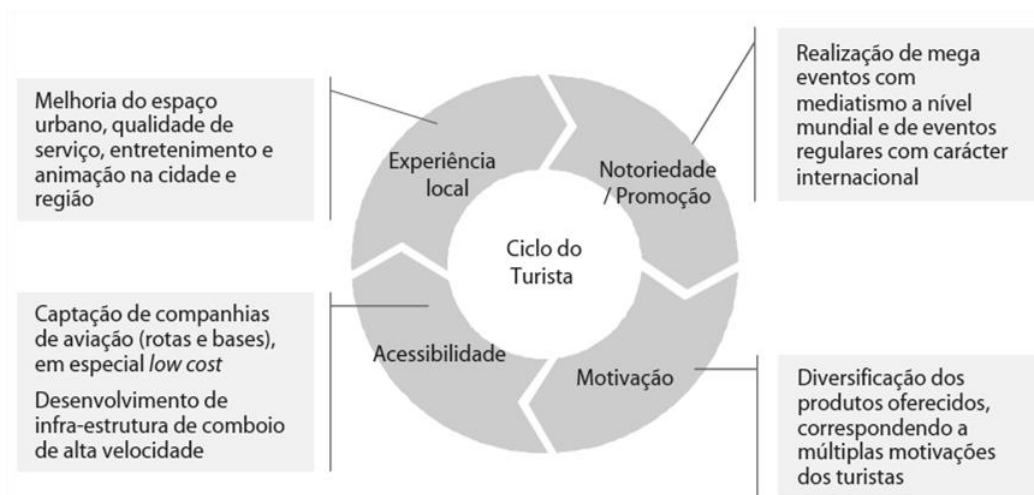 Melhoria do espaço
urbano, qualidade de
serviço, entretenimento e
animação na cidade e
região
Experiência
local
Notoriedade
/ Promoção
Realização de mega
eventos com
mediatismo a nível
mundial e de eventos
regulares com carácter
internacional
Ciclo do
Turista
Captação de companhias
de aviação (rotas e bases),
em especial low cost
Desenvolvimento de
infra-estrutura de comboio
de alta velocidade
Acessibilidade
Motivação
Diversificação dos
produtos oferecidos,
correspondendo a
múltiplas motivações
dos turistas